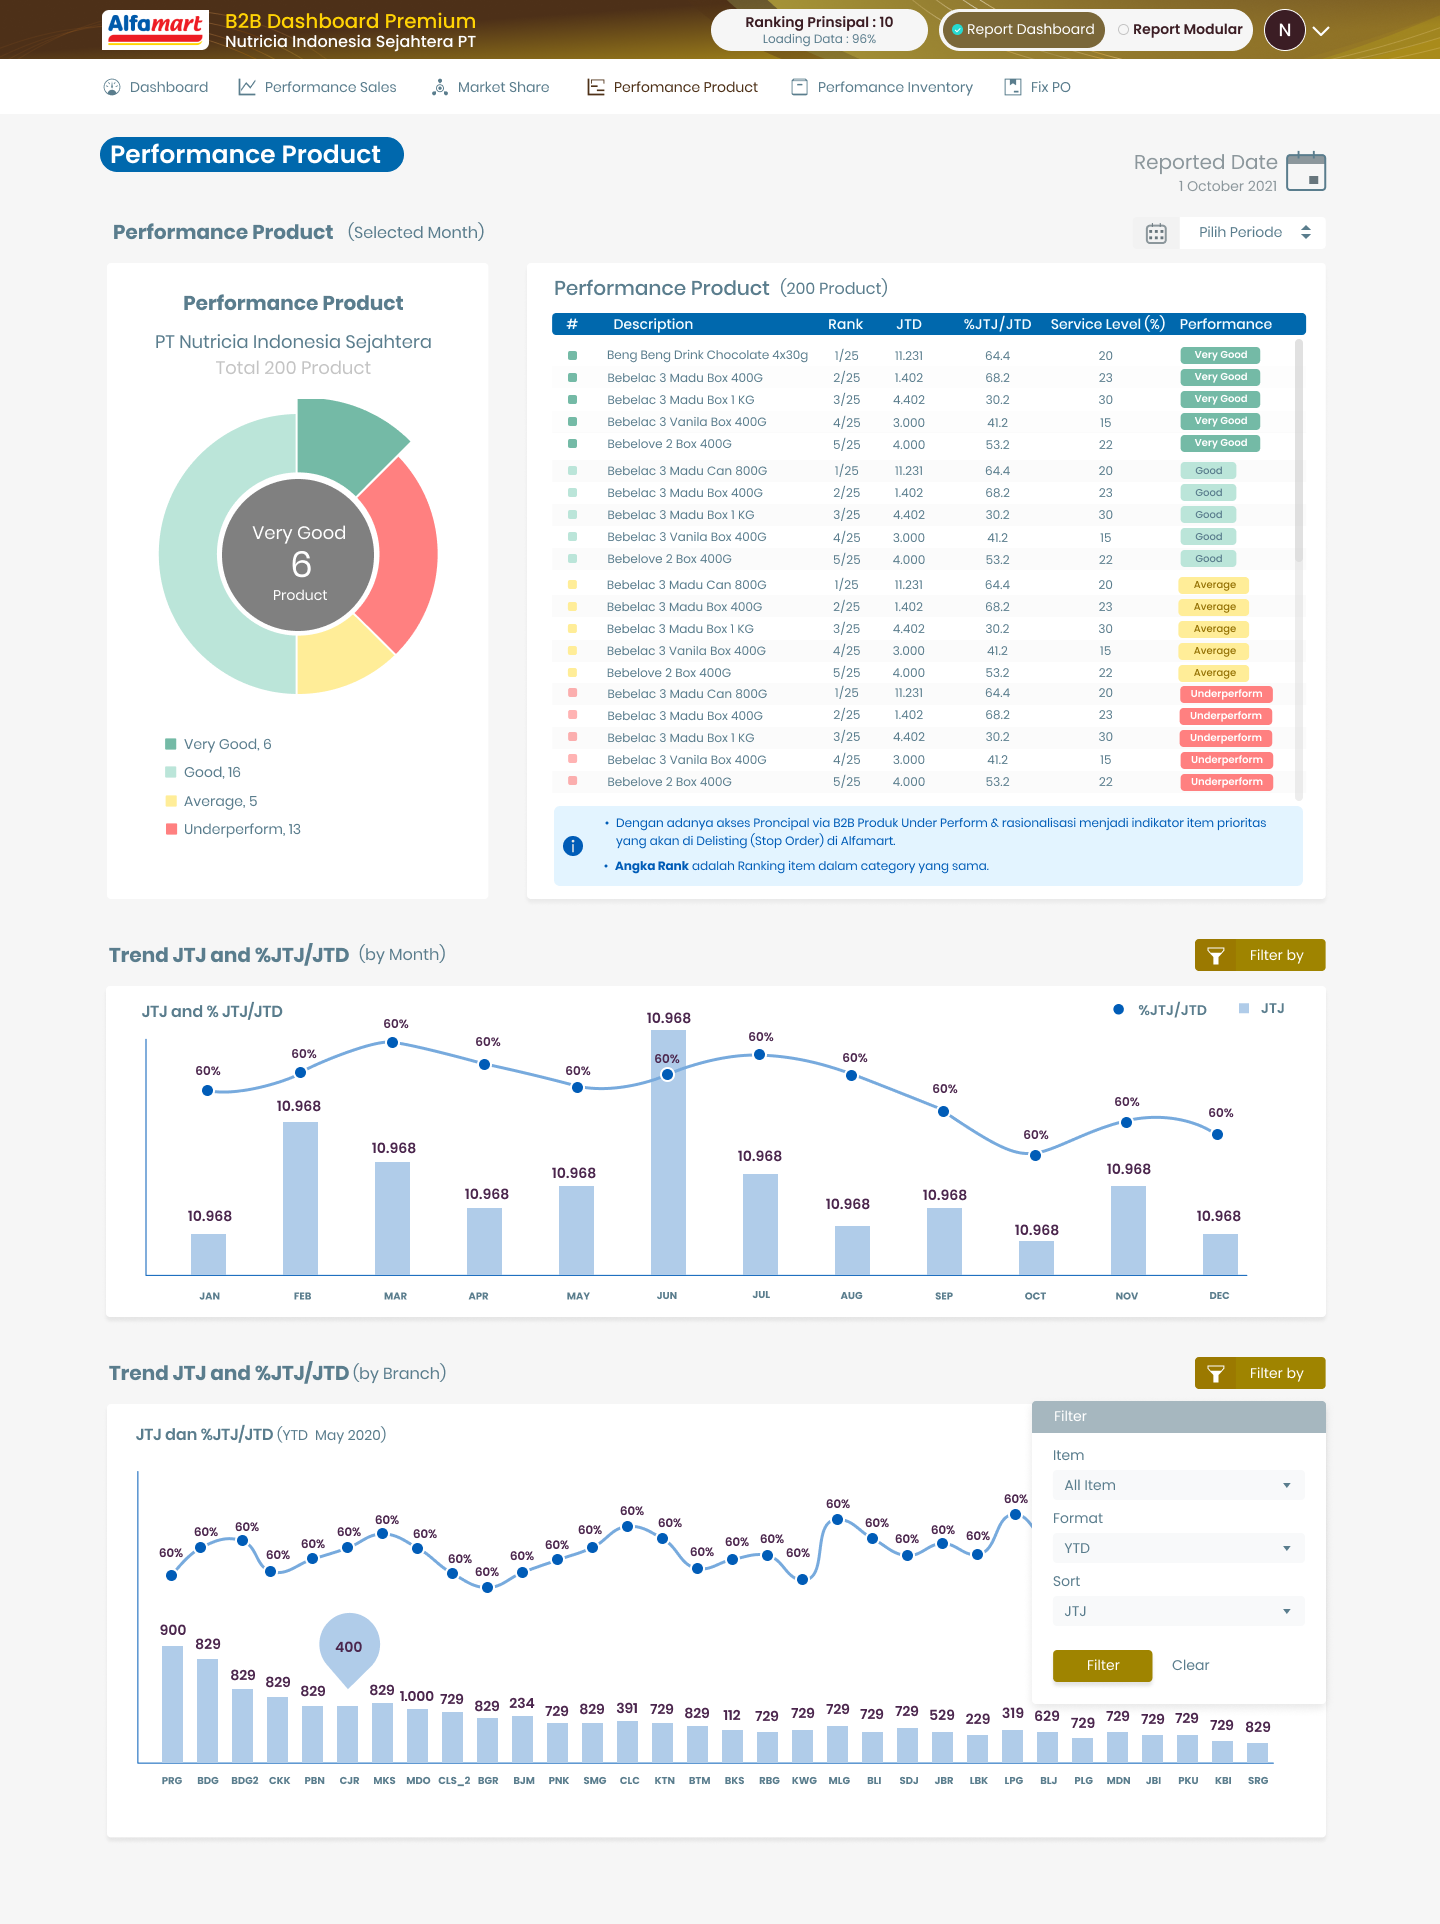 Alfamart
B2B Dashboard Premium
Nutricia Indonesia Sejahtera PT
Ranking Prinsipal : 10
Loading Data : 96%
Report Dashboard
Report Modular
N
Dashboard
Performance Sales
Market Share
Perfomance Product
Perfomance Inventory
Fix PO
Performance Product
Reported Date
1 October 2021
Performance Product (Selected Month)
Pilih Periode
Performance Product
PT Nutricia Indonesia Sejahtera
Total 200 Product
Very Good
6
Product
Very Good, 6
Good, 16
Average, 5
Underperform, 13
Performance Product (200 Product)
# Description Rank JTD %JTJ/JTD Service Level (%) Performance
Beng Beng Drink Chocolate 4x30g 1/25 11.231 64.4 20 Very Good
Bebelac 3 Madu Box 400G 2/25 1.402 68.2 23 Very Good
Bebelac 3 Madu Box 1 KG 3/25 4.402 30.2 30 Very Good
Bebelac 3 Vanila Box 400G 4/25 3.000 41.2 15 Very Good
Bebelove 2 Box 400G 5/25 4.000 53.2 22 Very Good
Bebelac 3 Madu Can 800G 1/25 11.231 64.4 20 Good
Bebelac 3 Madu Box 400G 2/25 1.402 68.2 23 Good
Bebelac 3 Madu Box 1 KG 3/25 4.402 30.2 30 Good
Bebelac 3 Vanila Box 400G 4/25 3.000 41.2 15 Good
Bebelove 2 Box 400G 5/25 4.000 53.2 22 Good
Bebelac 3 Madu Can 800G 1/25 11.231 64.4 20 Average
Bebelac 3 Madu Box 400G 2/25 1.402 68.2 23 Average
Bebelac 3 Madu Box 1 KG 3/25 4.402 30.2 30 Average
Bebelac 3 Vanila Box 400G 4/25 3.000 41.2 15 Average
Bebelove 2 Box 400G 5/25 4.000 53.2 22 Average
Bebelac 3 Madu Can 800G 1/25 11.231 64.4 20 Underperform
Bebelac 3 Madu Box 400G 2/25 1.402 68.2 23 Underperform
Bebelac 3 Madu Box 1 KG 3/25 4.402 30.2 30 Underperform
Bebelac 3 Vanila Box 400G 4/25 3.000 41.2 15 Underperform
Bebelove 2 Box 400G 5/25 4.000 53.2 22 Underperform
• Dengan adanya akses Proncipal via B2B Produk Under Perform & rasionalisasi menjadi indikator item prioritas
yang akan di Delisting (Stop Order) di Alfamart.
• Angka Rank adalah Ranking item dalam category yang sama.
Trend JTJ and %JTJ/JTD (by Month)
Filter by
JTJ and % JTJ/JTD
%JTJ/JTD
JTJ
60% 60% 60% 60% 60% 60% 60% 60% 60% 60% 60% 60%
10.968 10.968 10.968 10.968 10.968 10.968 10.968 10.968 10.968 10.968 10.968 10.968
JAN FEB MAR APR MAY JUN JUL AUG SEP OCT NOV DEC
Trend JTJ and %JTJ/JTD (by Branch)
Filter by
JTJ dan %JTJ/JTD (YTD May 2020)
60% 60% 60% 60% 60% 60% 60% 60% 60% 60% 60% 60% 60% 60% 60% 60% 60% 60% 60% 60% 60% 60% 60% 60% 60%
900 829 829 829 829 400 829 1.000 729 829 234 729 829 391 729 829 112 729 729 729 729 729 529 229 319 629 729 729 729 729 729 829
PRG BDG BDG2 CKK PBN CJR MKS MDO CLS_2 BGR BJM PNK SMG CLC KTN BTM BKS RBG KWG MLG BLI SDJ JBR LBK LPG BLJ PLG MDN JBI PKU KBI SRG
Filter
Item
All Item
Format
YTD
Sort
JTJ
Filter
Clear